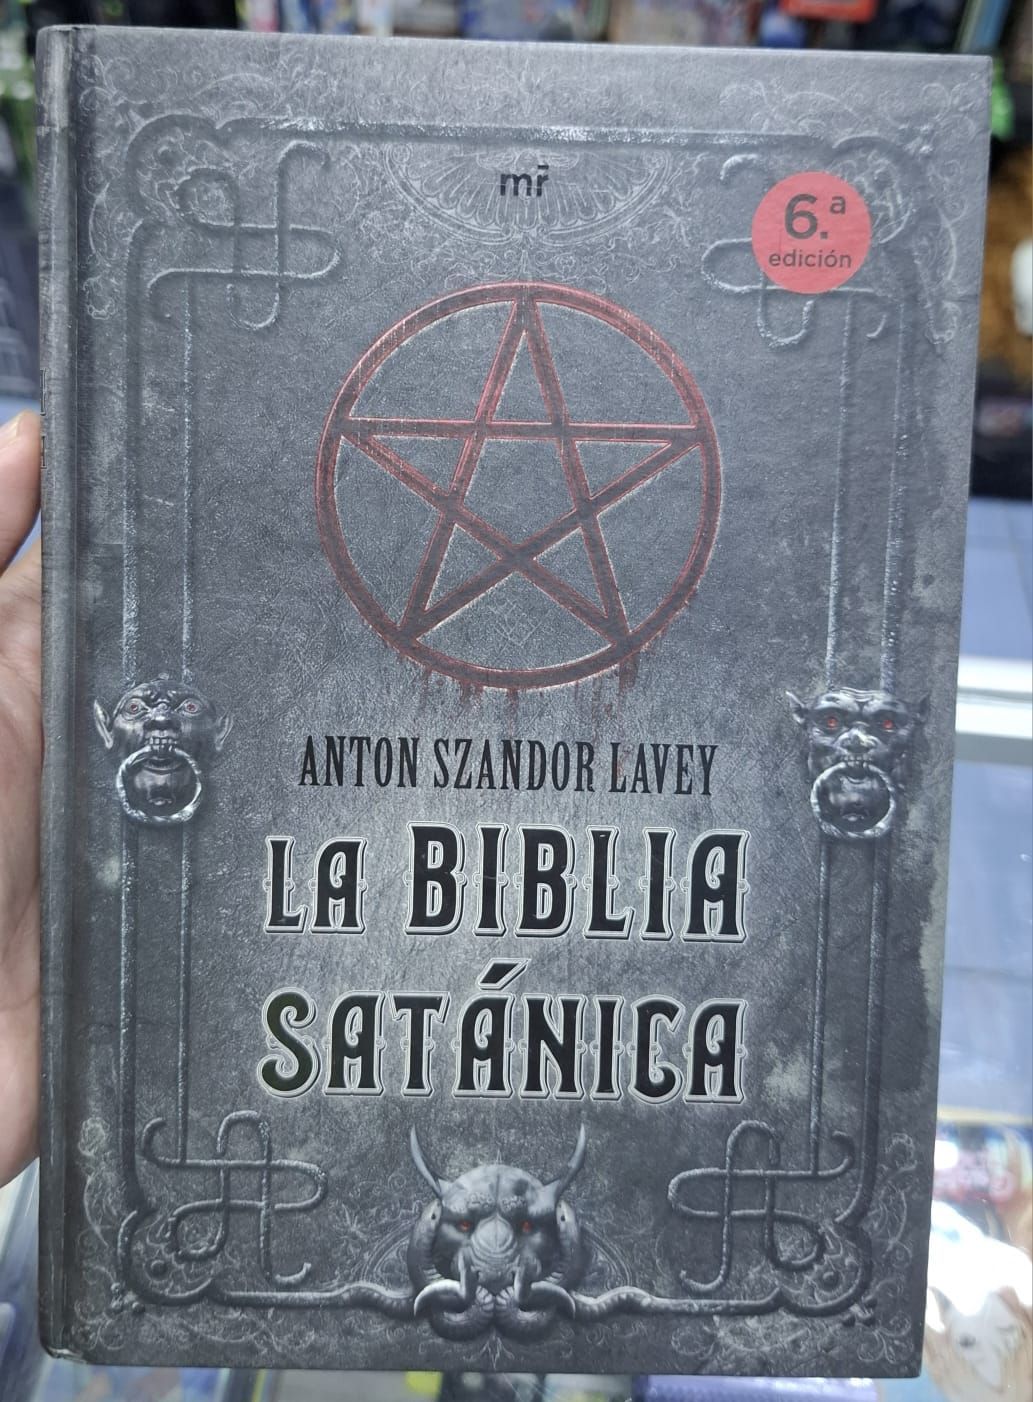 mr̄
6.ª
edición
ANTON SZANDOR LAVEY
LA BIBLIA
SATÁNICA